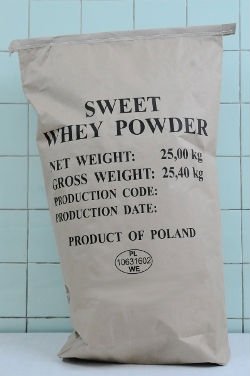 SWEET
WHEY POWDER
NET WEIGHT: 25,00 kg
GROSS WEIGHT: 25,40 kg
PRODUCTION CODE:
PRODUCTION DATE:
PRODUCT OF POLAND
PL
10631602
WE